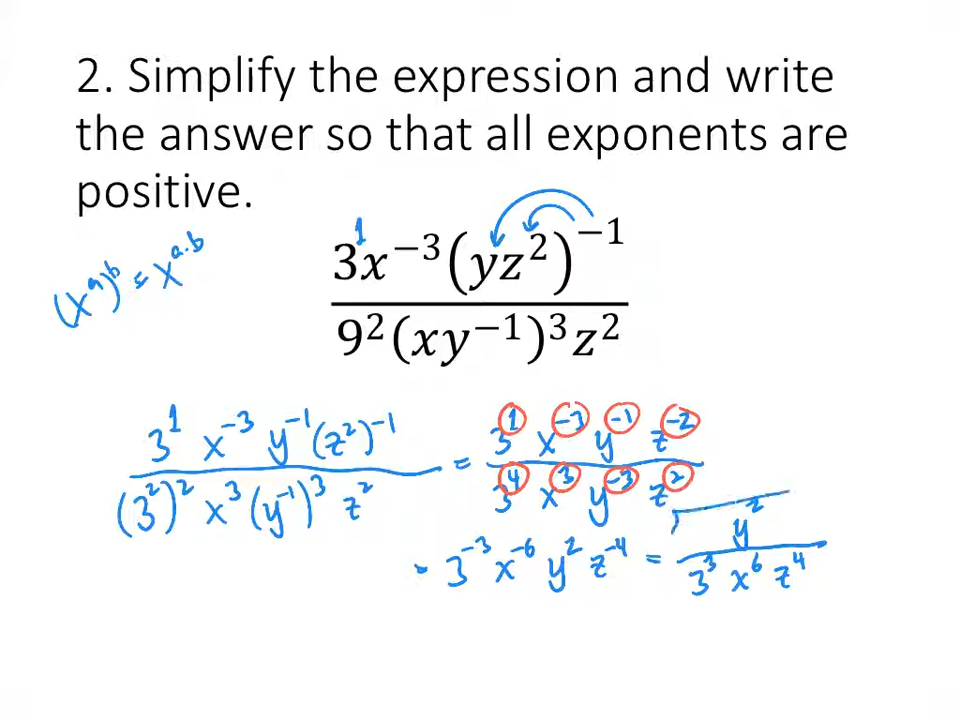 2. Simplify the expression and write
the answer so that all exponents are
positive.
(x^a)^b = x^{a·b}
3^1x^{−3}(yz^2)^{−1}
9^2(xy^{−1})^3z^2
3^1 x^{-3} y^{-1} (z^2)^{-1} = 3^1 x^{-3} y^{-1} z^{-2}
(3^2)^2 x^3 (y^{-1})^3 z^2 3^4 x^3 y^{-3} z^2
= 3^{-3} x^{-6} y^2 z^{-4} = y^2
3^3 x^6 z^4